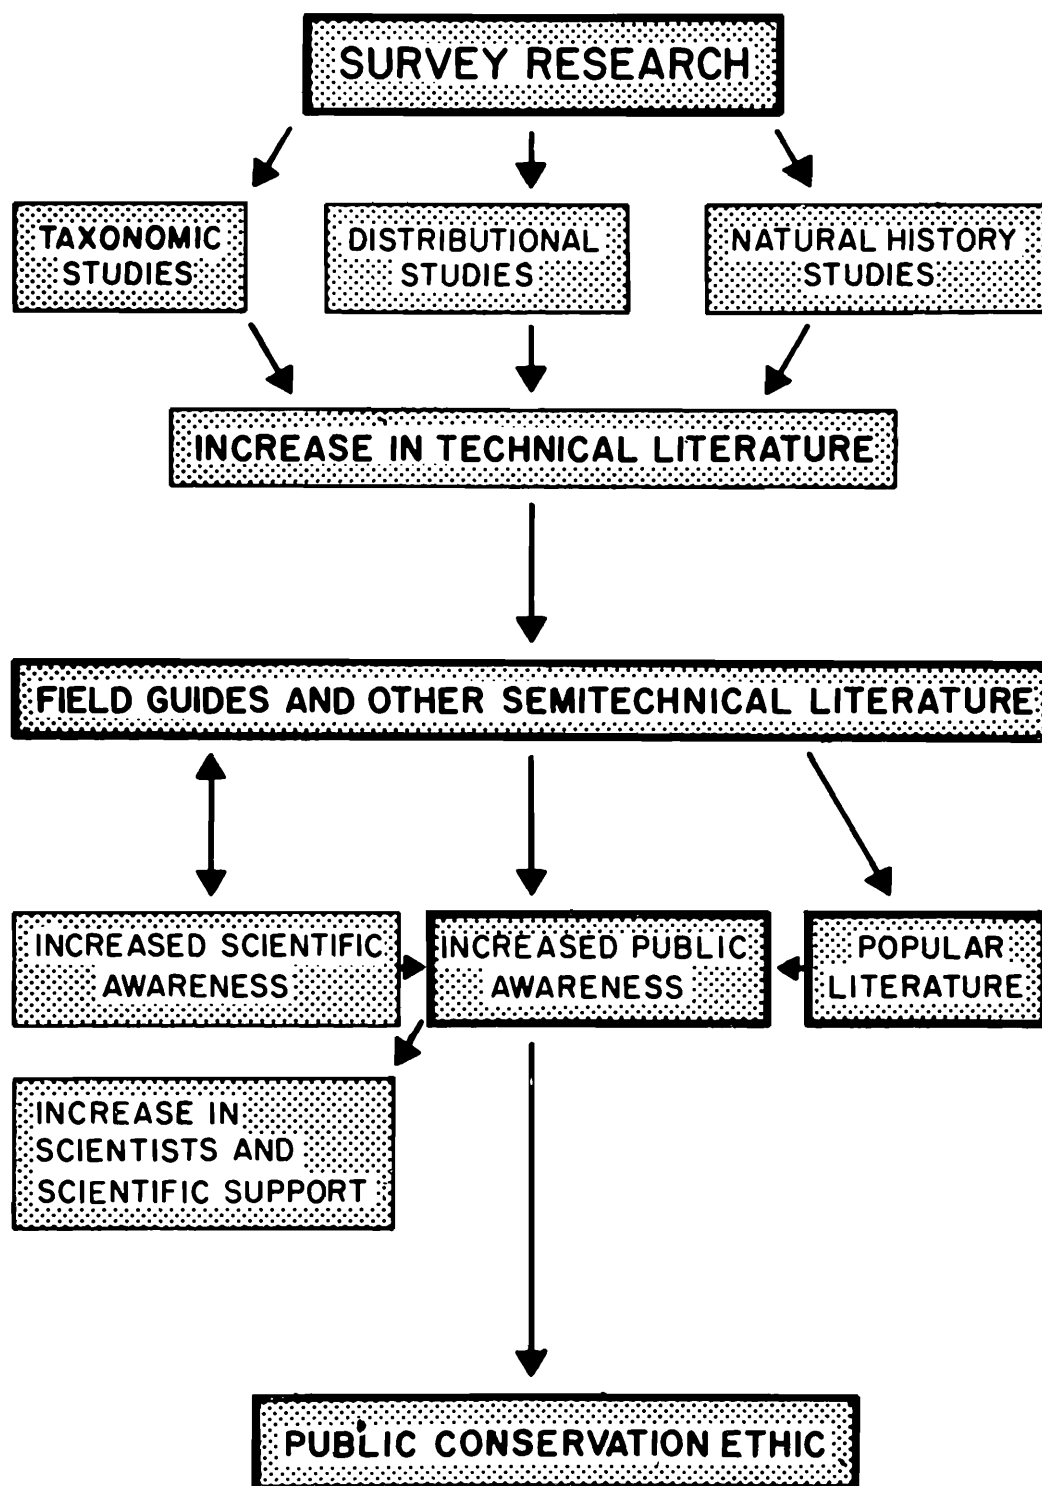 SURVEY RESEARCH
TAXONOMIC
STUDIES
DISTRIBUTIONAL
STUDIES
NATURAL HISTORY
STUDIES
INCREASE IN TECHNICAL LITERATURE
FIELD GUIDES AND OTHER SEMITECHNICAL LITERATURE
INCREASED SCIENTIFIC
AWARENESS
INCREASED PUBLIC
AWARENESS
POPULAR
LITERATURE
INCREASE IN
SCIENTISTS AND
SCIENTIFIC SUPPORT
PUBLIC CONSERVATION ETHIC